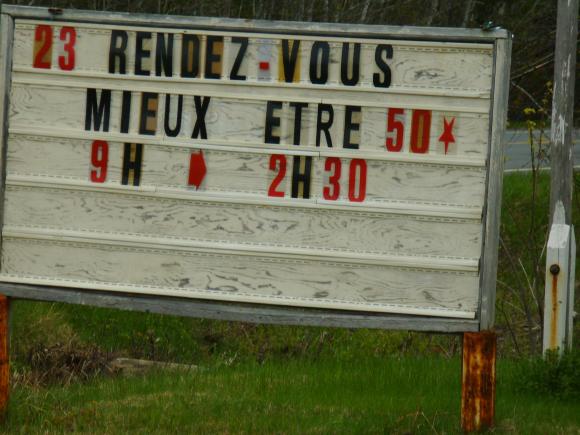 23 RENDEZ-VOUS
MIEUX ETRE 50★
9H → 2H30